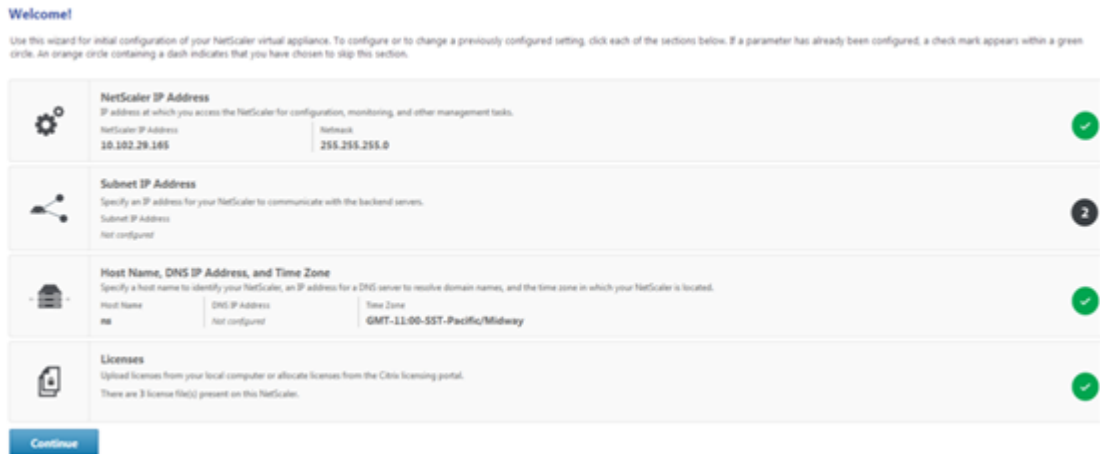 Welcome!
Use this wizard for initial configuration of your NetScaler virtual appliance. To configure or to change a previously configured setting, click each of the sections below. If a parameter has already been configured, a check mark appears within a green
circle. An orange circle containing a dash indicates that you have chosen to skip this section.
NetScaler IP Address
IP address at which you access the NetScaler for configuration, monitoring, and other management tasks.
NetScaler IP Address Netmask
10.102.29.165 255.255.255.0
Subnet IP Address
Specify an IP address for your NetScaler to communicate with the backend servers.
Subnet IP Address
Not configured
2
Host Name, DNS IP Address, and Time Zone
Specify a host name to identify your NetScaler, an IP address for a DNS server to resolve domain names, and the time zone in which your NetScaler is located.
Host Name DNS IP Address Time Zone
ns Not configured GMT-11:00-SST-Pacific/Midway
Licenses
Upload licenses from your local computer or allocate licenses from the Citrix licensing portal.
There are 3 license file(s) present on this NetScaler.
Continue